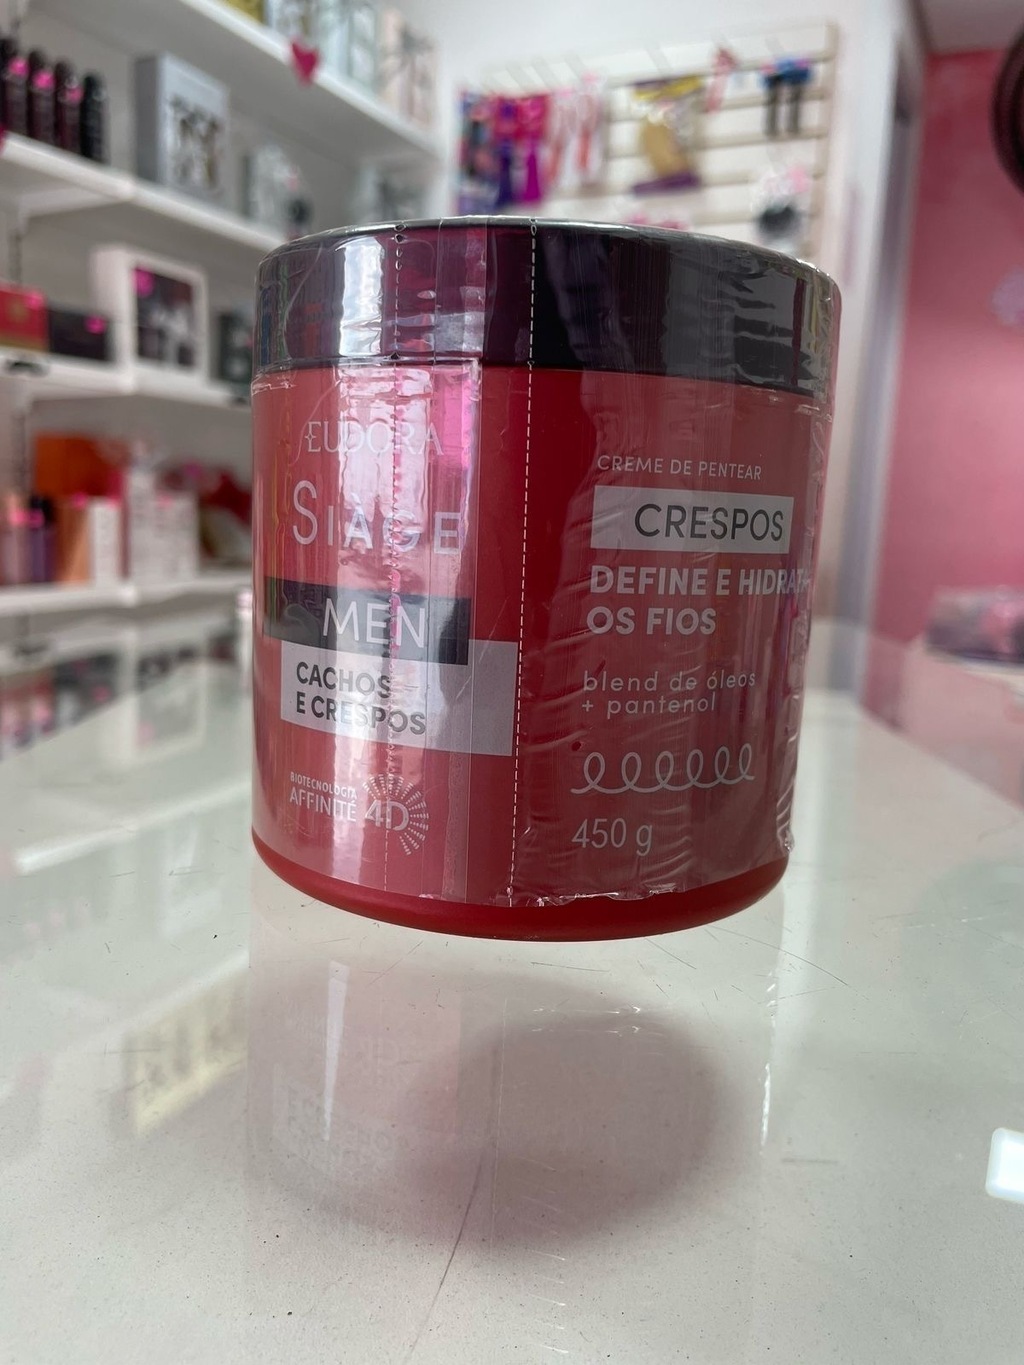 EUDORA
SIÀGE
MEN
CACHOS
E CRESPOS
BIOTECNOLOGIA
AFFINITÉ 4D
CREME DE PENTEAR
CRESPOS
DEFINE E HIDRATA
OS FIOS
blend de óleos
+ pantenol
450 g